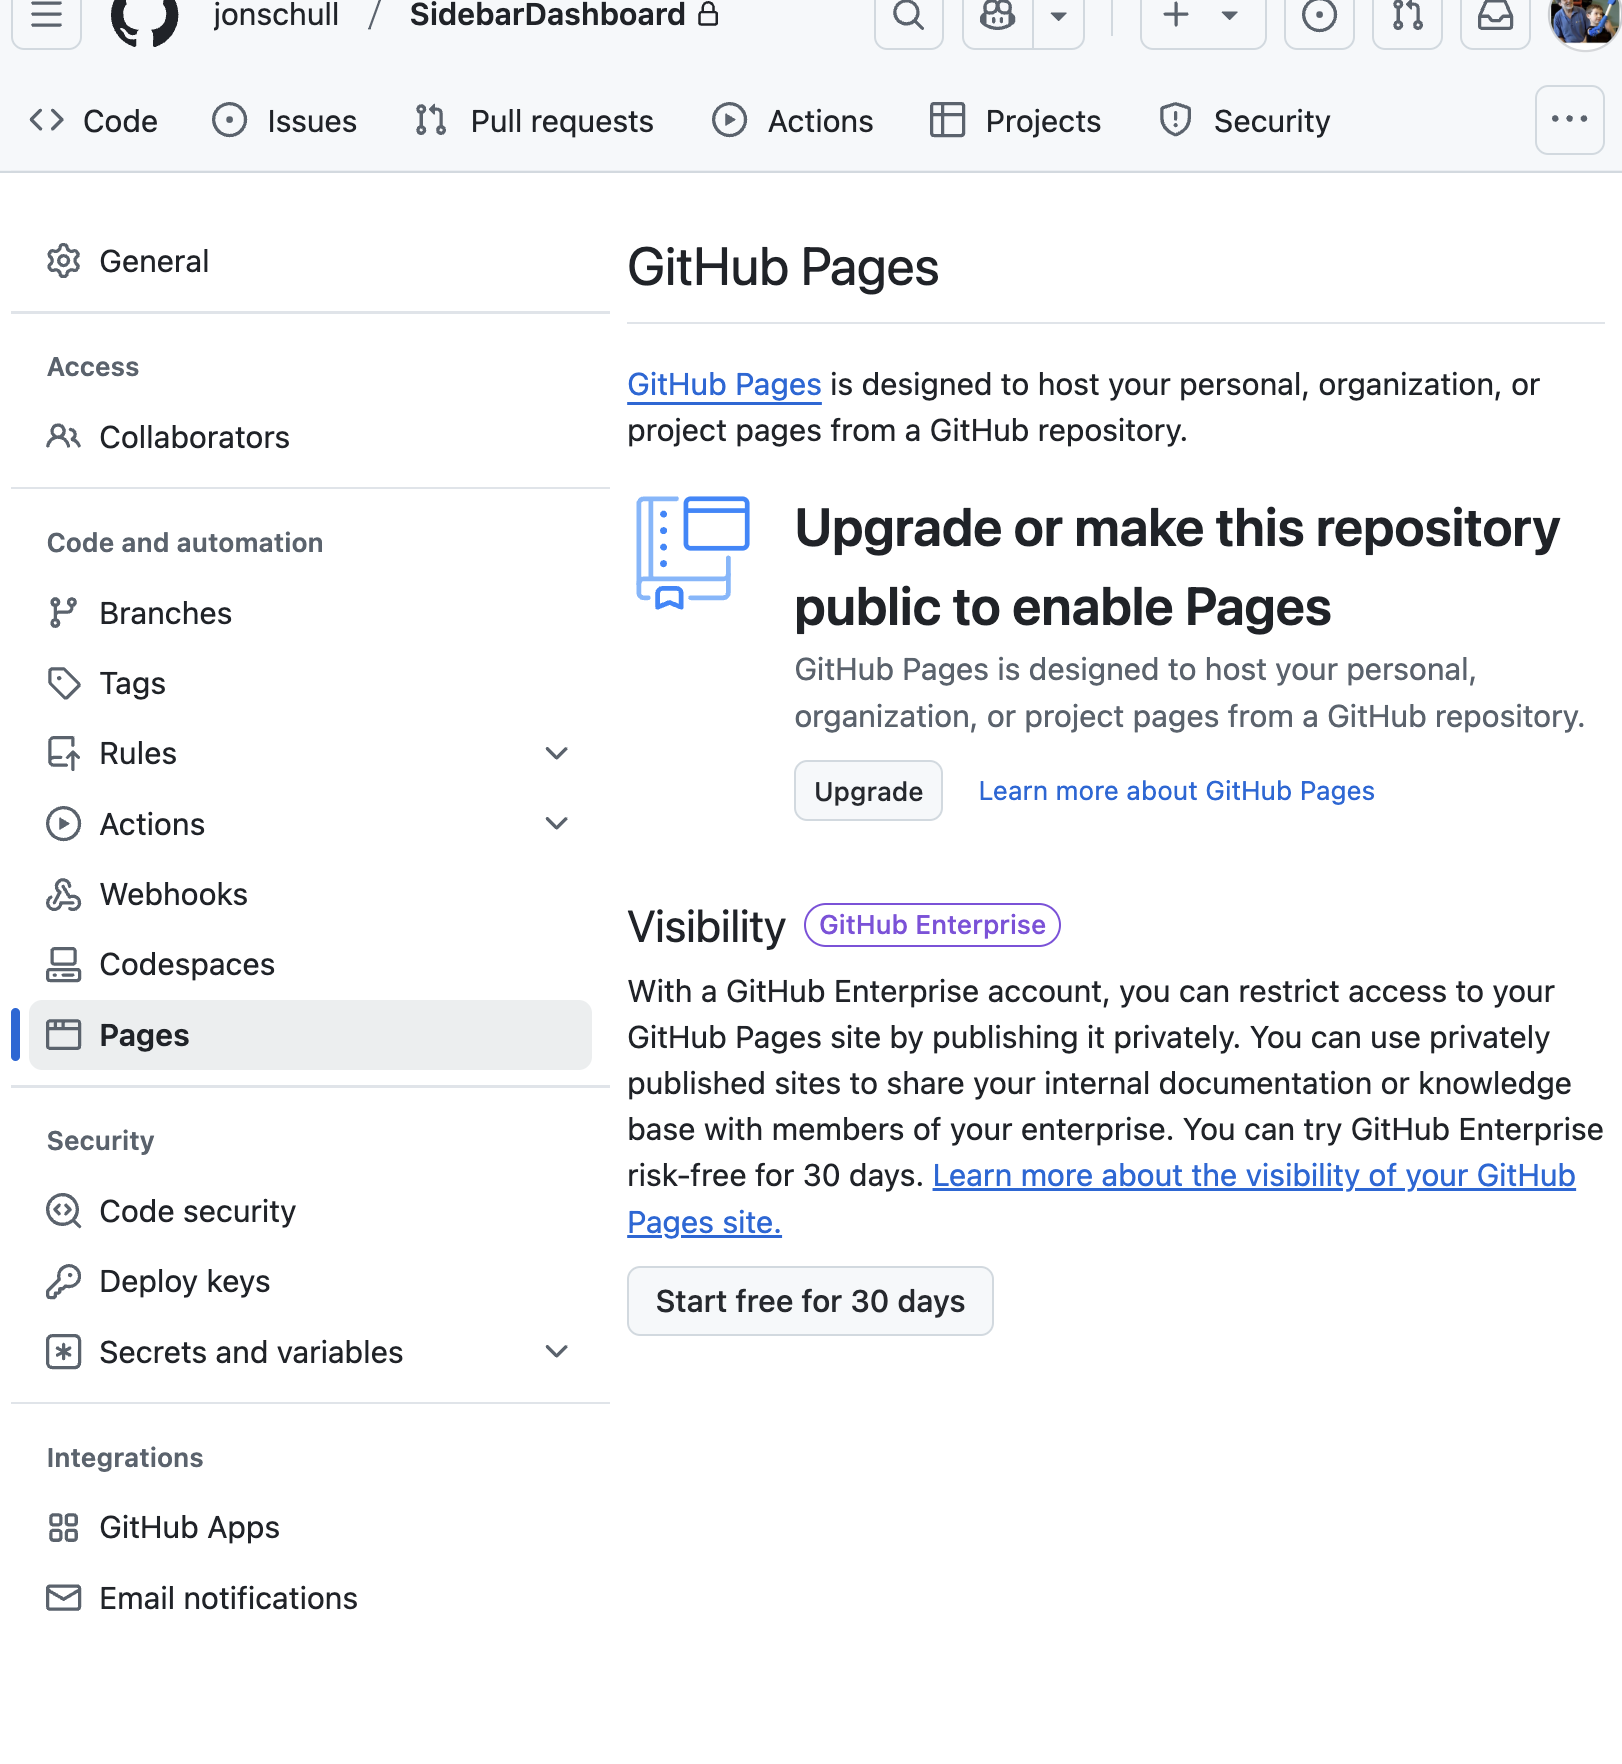 jonschull / SidebarDashboard
Code Issues Pull requests Actions Projects Security
General
Access
Collaborators
Code and automation
Branches
Tags
Rules
Actions
Webhooks
Codespaces
Pages
Security
Code security
Deploy keys
Secrets and variables
Integrations
GitHub Apps
Email notifications
GitHub Pages
GitHub Pages is designed to host your personal, organization, or
project pages from a GitHub repository.
Upgrade or make this repository
public to enable Pages
GitHub Pages is designed to host your personal,
organization, or project pages from a GitHub repository.
Upgrade Learn more about GitHub Pages
Visibility GitHub Enterprise
With a GitHub Enterprise account, you can restrict access to your
GitHub Pages site by publishing it privately. You can use privately
published sites to share your internal documentation or knowledge
base with members of your enterprise. You can try GitHub Enterprise
risk-free for 30 days. Learn more about the visibility of your GitHub
Pages site.
Start free for 30 days